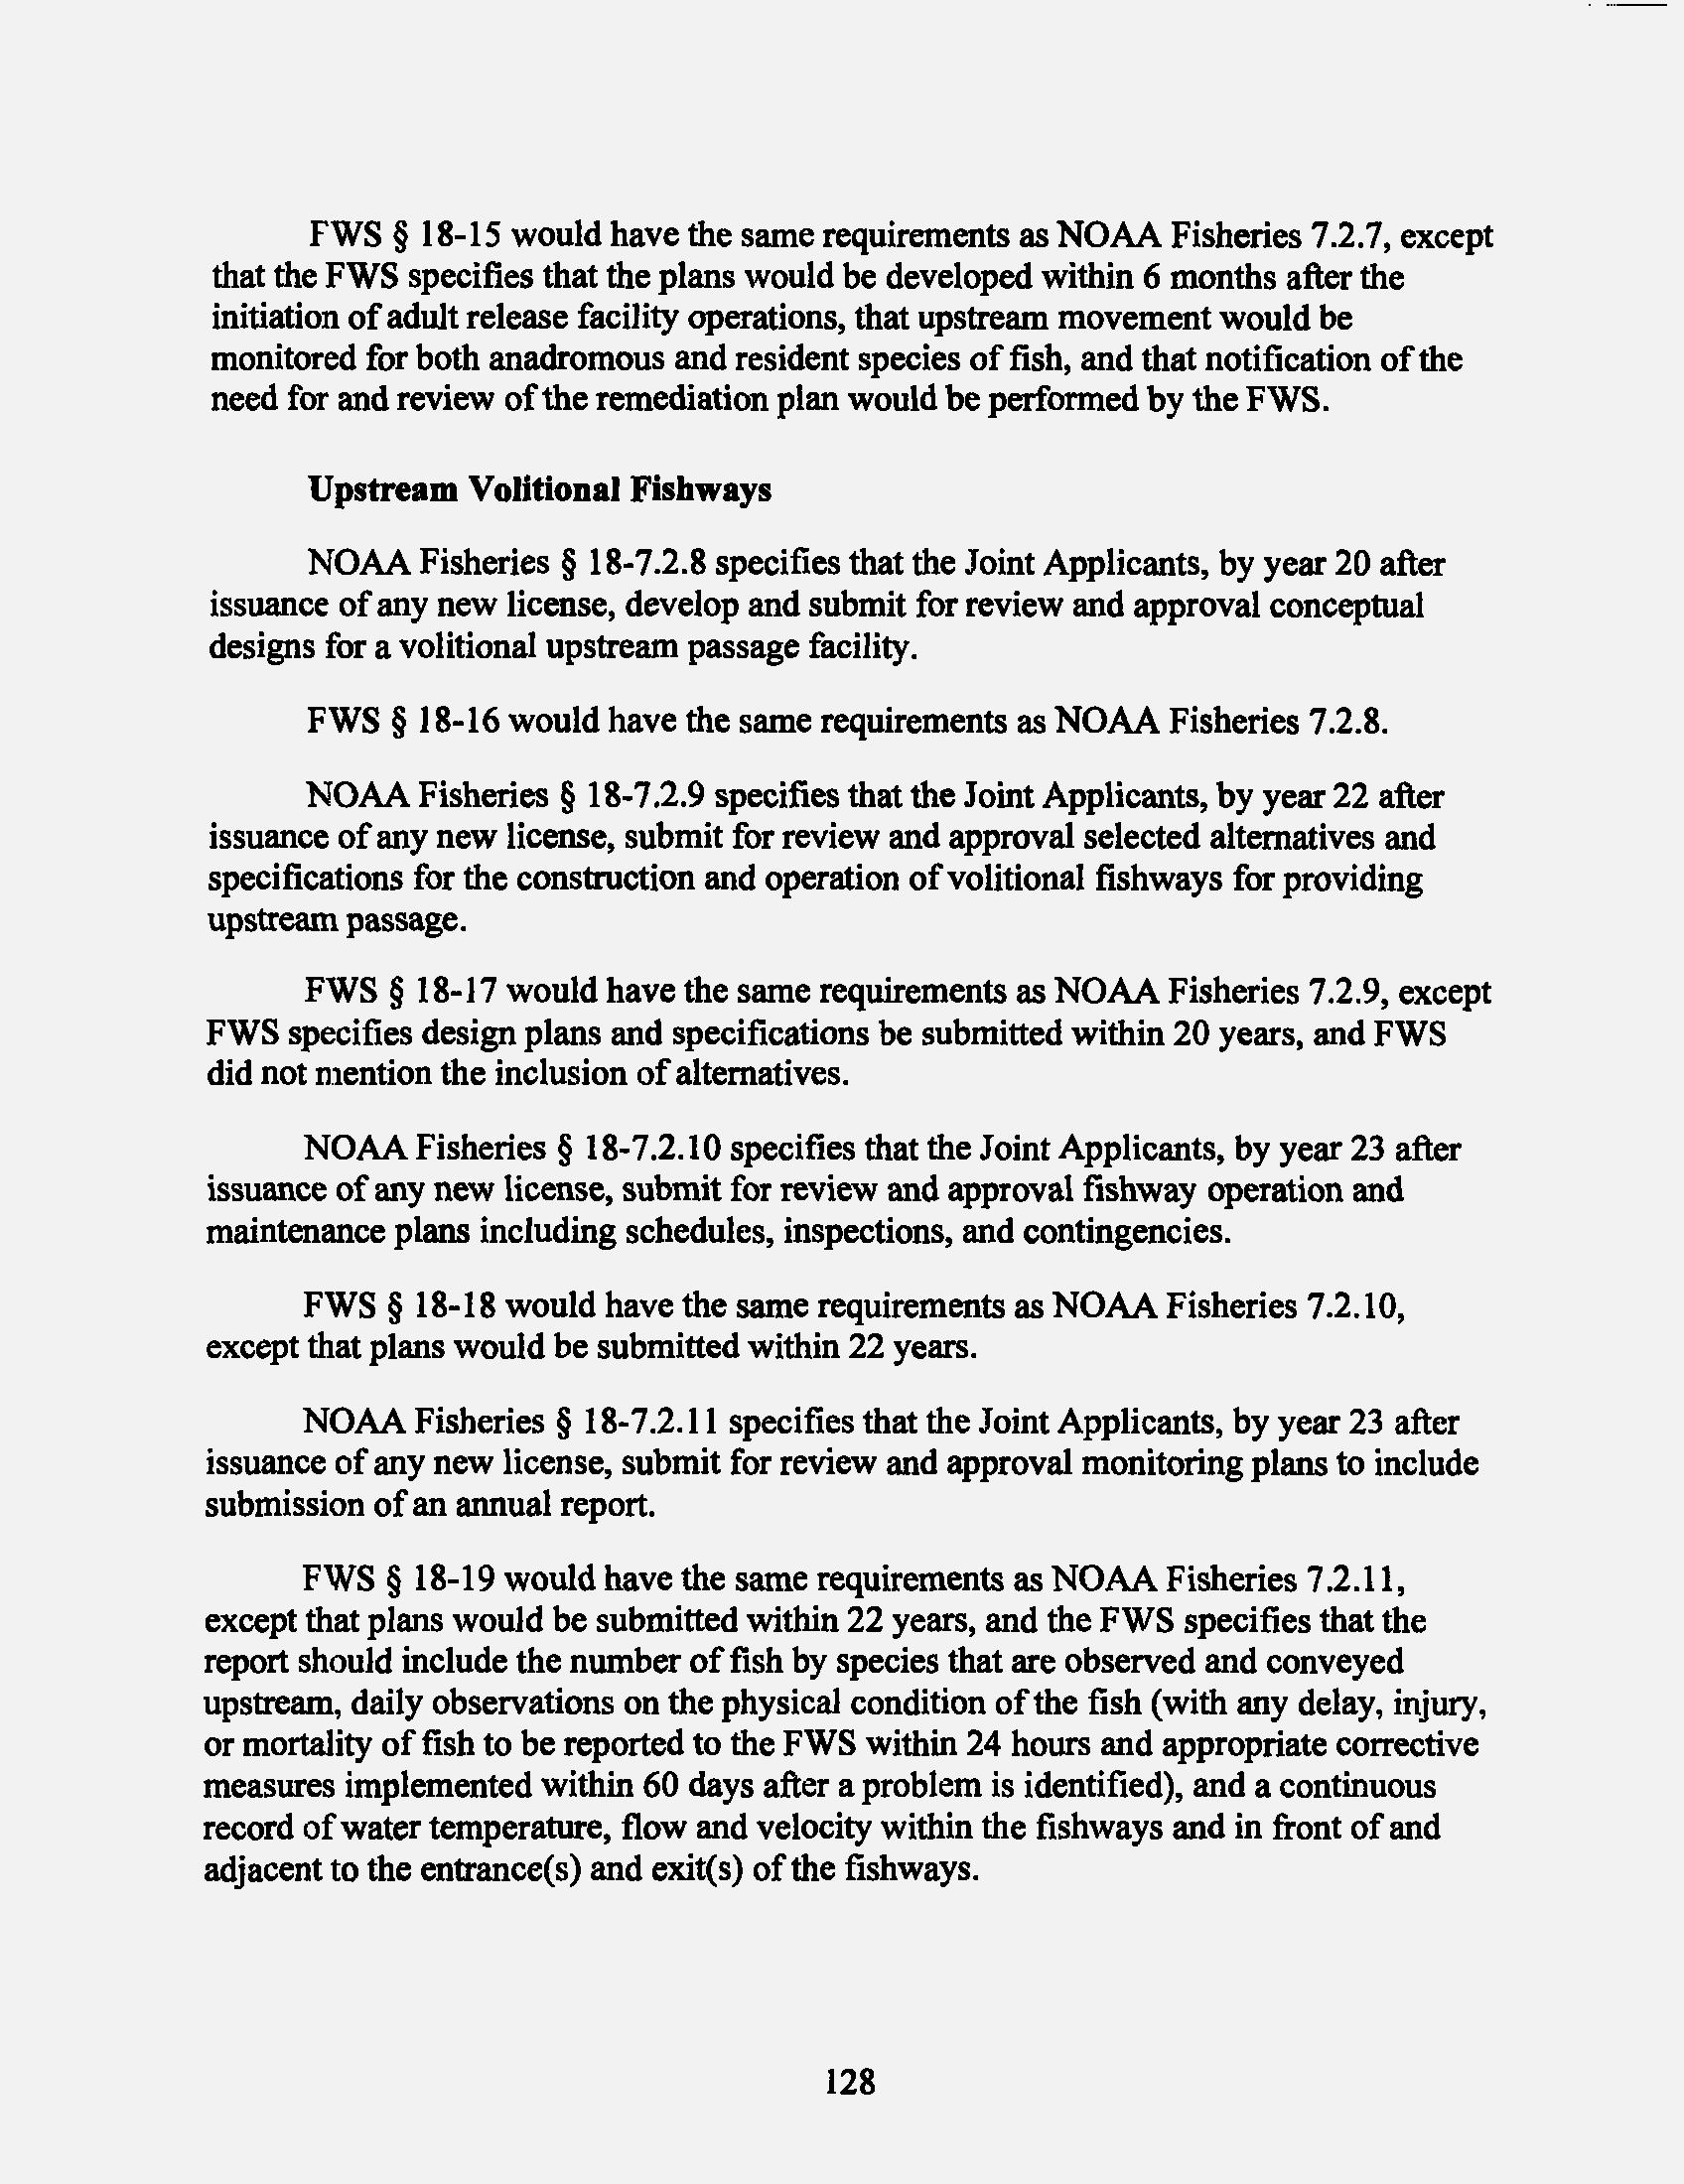 FWS § 18-15 would have the same requirements as NOAA Fisheries 7.2.7, except
that the FWS specifies that the plans would be developed within 6 months after the
initiation of adult release facility operations, that upstream movement would be
monitored for both anadromous and resident species of fish, and that notification of the
need for and review of the remediation plan would be performed by the FWS.
Upstream Volitional Fishways
NOAA Fisheries § 18-7.2.8 specifies that the Joint Applicants, by year 20 after
issuance of any new license, develop and submit for review and approval conceptual
designs for a volitional upstream passage facility.
FWS § 18-16 would have the same requirements as NOAA Fisheries 7.2.8.
NOAA Fisheries § 18-7.2.9 specifies that the Joint Applicants, by year 22 after
issuance of any new license, submit for review and approval selected alternatives and
specifications for the construction and operation of volitional fishways for providing
upstream passage.
FWS § 18-17 would have the same requirements as NOAA Fisheries 7.2.9, except
FWS specifies design plans and specifications be submitted within 20 years, and FWS
did not mention the inclusion of alternatives.
NOAA Fisheries § 18-7.2.10 specifies that the Joint Applicants, by year 23 after
issuance of any new license, submit for review and approval fishway operation and
maintenance plans including schedules, inspections, and contingencies.
FWS § 18-18 would have the same requirements as NOAA Fisheries 7.2.10,
except that plans would be submitted within 22 years.
NOAA Fisheries § 18-7.2.11 specifies that the Joint Applicants, by year 23 after
issuance of any new license, submit for review and approval monitoring plans to include
submission of an annual report.
FWS § 18-19 would have the same requirements as NOAA Fisheries 7.2.11,
except that plans would be submitted within 22 years, and the FWS specifies that the
report should include the number of fish by species that are observed and conveyed
upstream, daily observations on the physical condition of the fish (with any delay, injury,
or mortality of fish to be reported to the FWS within 24 hours and appropriate corrective
measures implemented within 60 days after a problem is identified), and a continuous
record of water temperature, flow and velocity within the fishways and in front of and
adjacent to the entrance(s) and exit(s) of the fishways.
128